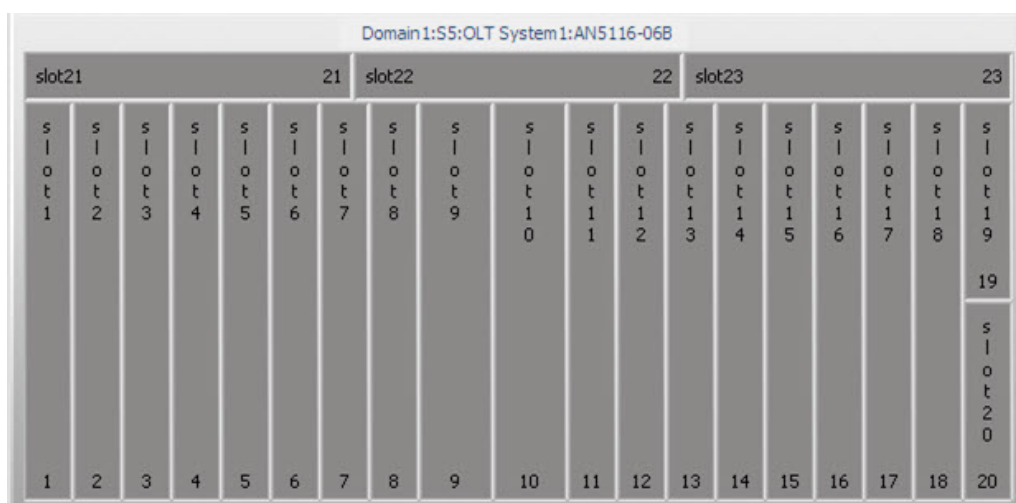 Domain1:S5:OLT System1:AN5116-06B
slot21 21 slot22 22 slot23 23
slot1 slot2 slot3 slot4 slot5 slot6 slot7 slot8 slot9 slot10 slot11 slot12 slot13 slot14 slot15 slot16 slot17 slot18 slot19
19
slot20
1 2 3 4 5 6 7 8 9 10 11 12 13 14 15 16 17 18 20